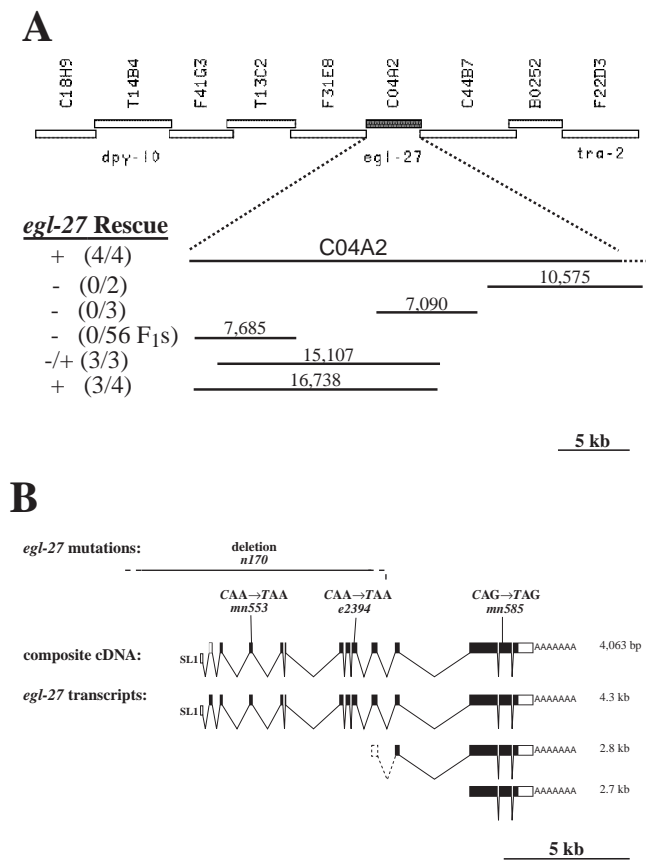 A
C18H9 T14B4 F41G3 T13C2 F31E8 C04A2 C44B7 B0252 F22D3
dpy-10 egl-27 tra-2
egl-27 Rescue
C04A2
+ (4/4)
10,575
- (0/2)
7,090
- (0/3)
7,685
- (0/56 F1s)
15,107
-/+ (3/3)
16,738
+ (3/4)
5 kb
B
egl-27 mutations:
deletion
n170
CAA→TAA CAA→TAA CAG→TAG
mn553 e2394 mn585
composite cDNA: SL1 AAAAAAA 4,063 bp
egl-27 transcripts: SL1 AAAAAAA 4.3 kb
AAAAAAA 2.8 kb
AAAAAAA 2.7 kb
5 kb